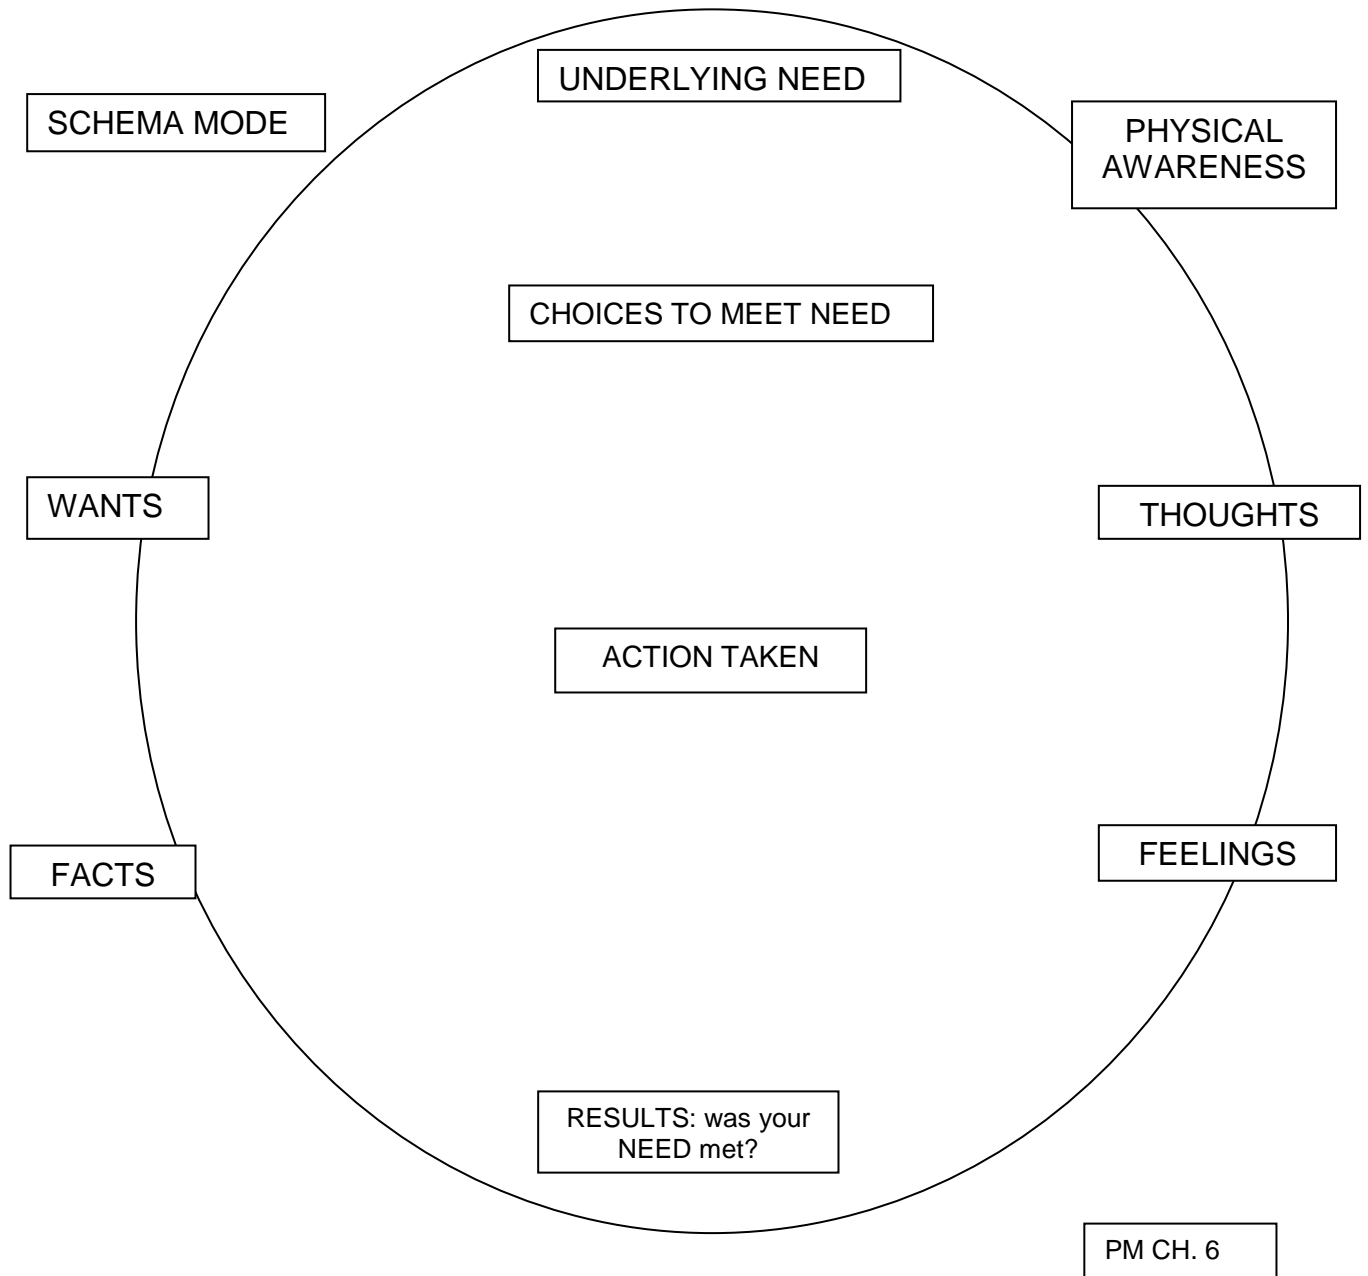 UNDERLYING NEED
SCHEMA MODE
PHYSICAL
AWARENESS
CHOICES TO MEET NEED
WANTS
THOUGHTS
ACTION TAKEN
FEELINGS
FACTS
RESULTS: was your
NEED met?
PM CH. 6